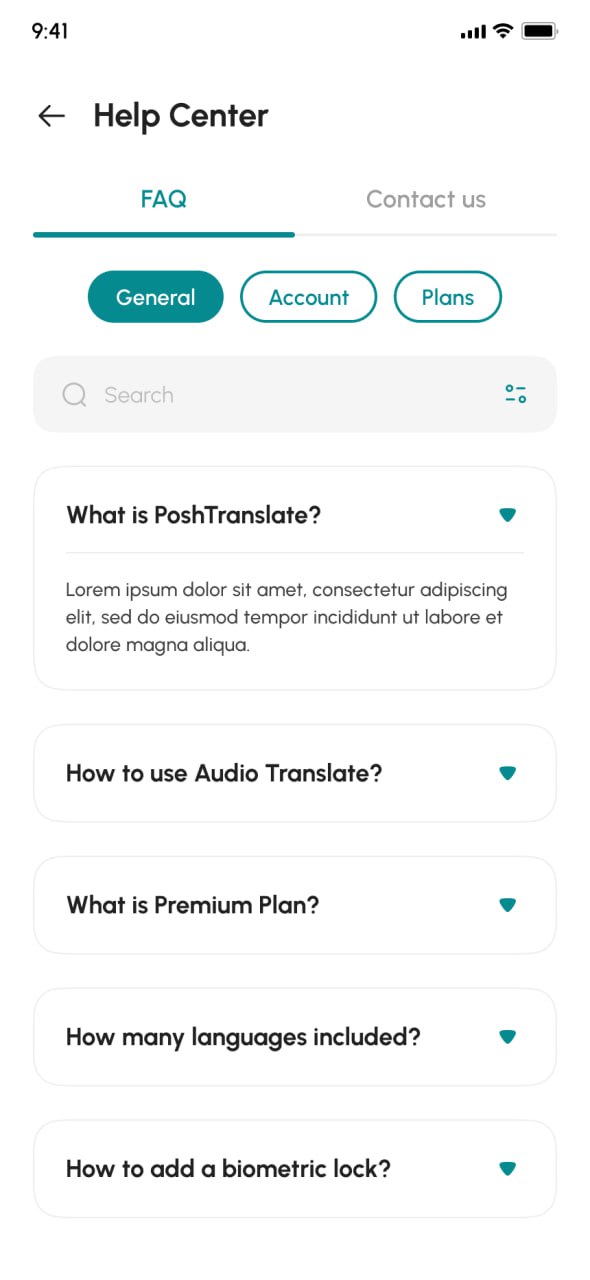 9:41
Help Center
FAQ
Contact us
General
Account
Plans
Search
What is PoshTranslate?
Lorem ipsum dolor sit amet, consectetur adipiscing
elit, sed do eiusmod tempor incididunt ut labore et
dolore magna aliqua.
How to use Audio Translate?
What is Premium Plan?
How many languages included?
How to add a biometric lock?